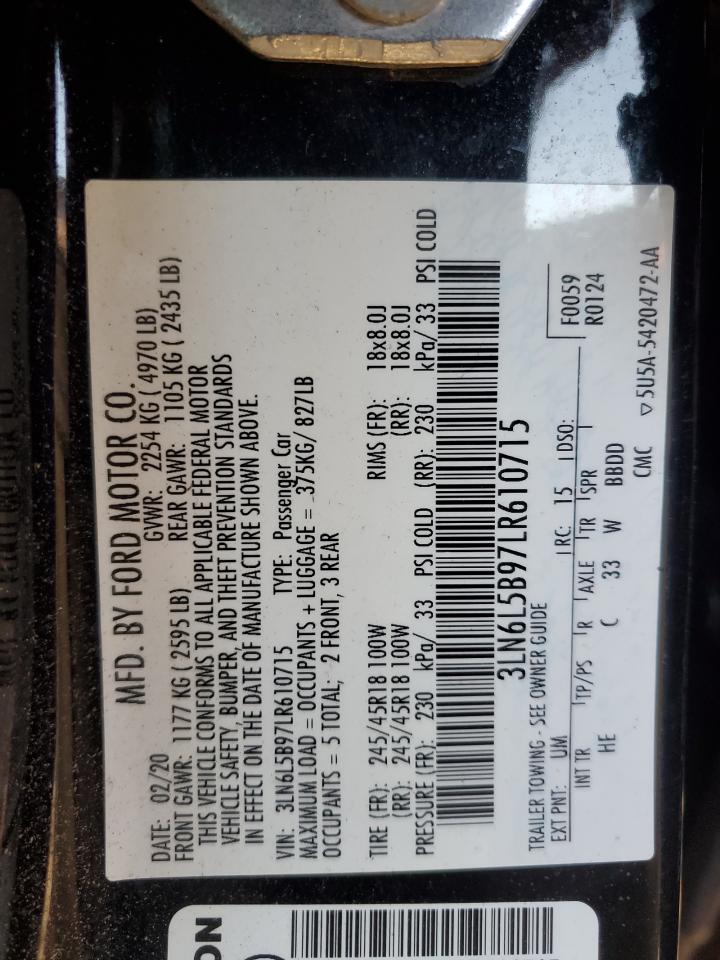 MFD. BY FORD MOTOR CO.
DATE: 02/20 GVWR: 2254 KG ( 4970 LB)
FRONT GAWR: 1177 KG ( 2595 LB) REAR GAWR: 1105 KG ( 2435 LB)
THIS VEHICLE CONFORMS TO ALL APPLICABLE FEDERAL MOTOR
VEHICLE SAFETY, BUMPER, AND THEFT PREVENTION STANDARDS
IN EFFECT ON THE DATE OF MANUFACTURE SHOWN ABOVE.
VIN: 3LN6L5B97LR610715 TYPE: Passenger Car
MAXIMUM LOAD = OCCUPANTS + LUGGAGE = 375KG/ 827LB
OCCUPANTS = 5 TOTAL, 2 FRONT, 3 REAR
TIRE (FR): 245/45R18 100W RIMS (FR): 18x8.0J
(RR): 245/45R18 100W (RR): 18x8.0J
PRESSURE (FR): 230 kPa/ 33 PSI COLD (RR): 230 kPa/ 33 PSI COLD
3LN6L5B97LR610715
TRAILER TOWING - SEE OWNER GUIDE
F0059
R0124
EXT PNT: UM RC: 15 DSO:
INT TR TP/PS R AXLE TR SPR
HE C 33 W BBDD
CMC ▽5U5A-5420472-AA
ON